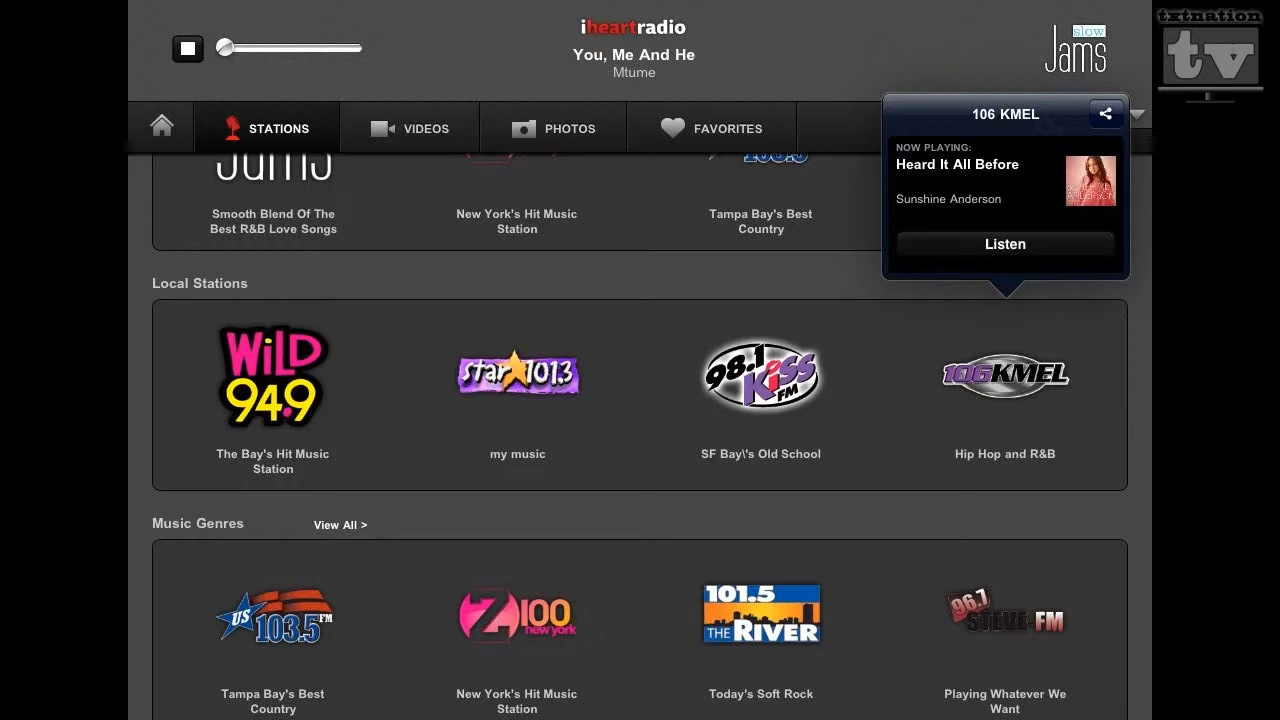 txtnation
tv
iheartradio
You, Me And He
Mtume
slow
Jams
STATIONS
VIDEOS
PHOTOS
FAVORITES
106 KMEL
NOW PLAYING:
Heard It All Before
Sunshine Anderson
Listen
Jams
103.5
Smooth Blend Of The
Best R&B Love Songs
New York's Hit Music
Station
Tampa Bay's Best
Country
Local Stations
WiLD
94.9
star 101.3
98.1
KiSS
FM
106KMEL
The Bay's Hit Music
Station
my music
SF Bay\'s Old School
Hip Hop and R&B
Music Genres
View All >
US 103.5 FM
Z100
new york
101.5
THE RIVER
96.7
STEVE-FM
Tampa Bay's Best
Country
New York's Hit Music
Station
Today's Soft Rock
Playing Whatever We
Want